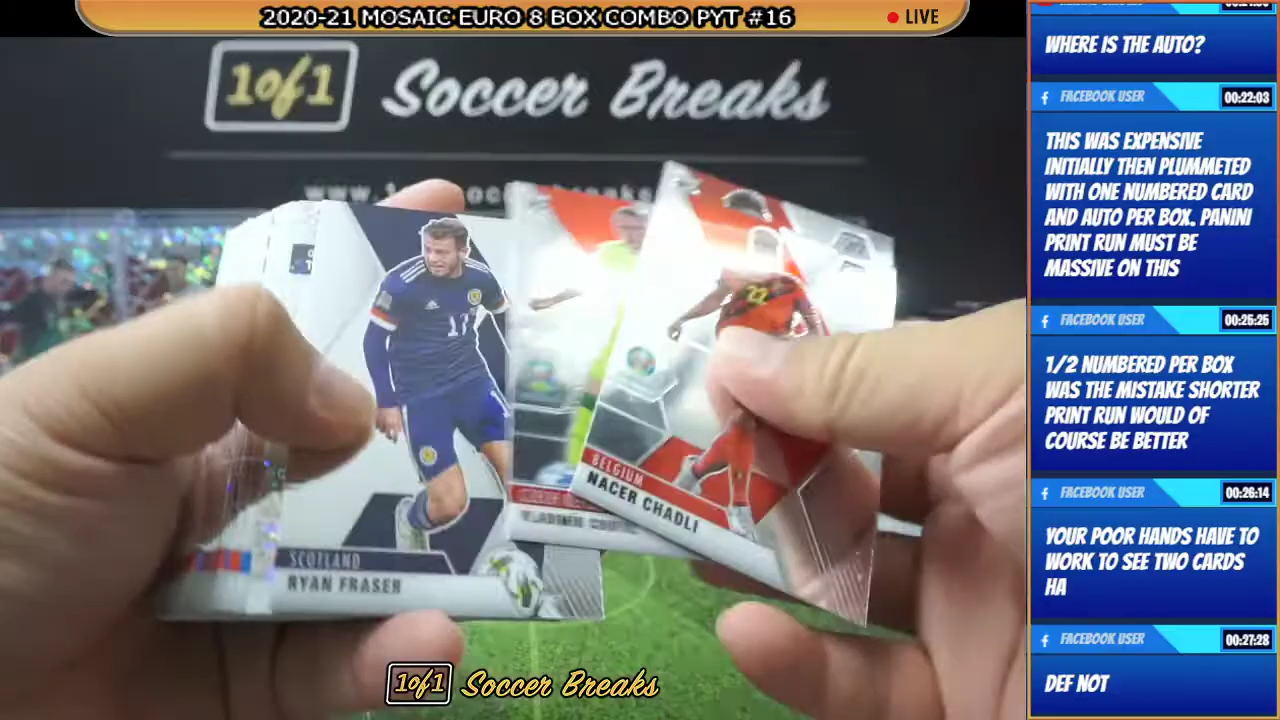 2020-21 MOSAIC EURO 8 BOX COMBO PYT #16
LIVE
1of1 Soccer Breaks
22
17
BELGIUM
NACER CHADLI
SCOTLAND
RYAN FRASER
1of1 Soccer Breaks
WHERE IS THE AUTO?
FACEBOOK USER 00:22:03
THIS WAS EXPENSIVE
INITIALLY THEN PLUMMETED
WITH ONE NUMBERED CARD
AND AUTO PER BOX. PANINI
PRINT RUN MUST BE
MASSIVE ON THIS
FACEBOOK USER 00:25:25
1/2 NUMBERED PER BOX
WAS THE MISTAKE SHORTER
PRINT RUN WOULD OF
COURSE BE BETTER
FACEBOOK USER 00:26:14
YOUR POOR HANDS HAVE TO
WORK TO SEE TWO CARDS
HA
FACEBOOK USER 00:27:28
DEF NOT